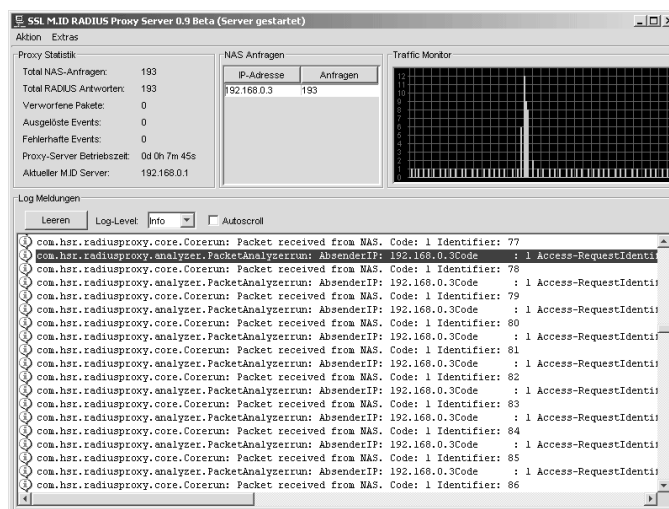 SSL M.ID RADIUS Proxy Server 0.9 Beta (Server gestartet)
Aktion Extras
Proxy Statistik
Total NAS-Anfragen: 193
Total RADIUS Antworten: 193
Verworfene Pakete: 0
Ausgelöste Events: 0
Fehlerhafte Events: 0
Proxy-Server Betriebszeit: 0d 0h 7m 45s
Aktueller M.ID Server: 192.168.0.1
NAS Anfragen
IP-Adresse Anfragen
192.168.0.3 193
Traffic Monitor
12
11
10
9
8
7
6
5
4
3
2
1
0
Log Meldungen
Leeren Log-Level: Info Autoscroll
com.hsr.radiusproxy.core.Corerun: Packet received from NAS. Code: 1 Identifier: 77
com.hsr.radiusproxy.analyzer.PacketAnalyzerrun: AbsenderIP: 192.168.0.3Code : 1 Access-RequestIdentif
com.hsr.radiusproxy.core.Corerun: Packet received from NAS. Code: 1 Identifier: 78
com.hsr.radiusproxy.analyzer.PacketAnalyzerrun: AbsenderIP: 192.168.0.3Code : 1 Access-RequestIdentif
com.hsr.radiusproxy.core.Corerun: Packet received from NAS. Code: 1 Identifier: 79
com.hsr.radiusproxy.analyzer.PacketAnalyzerrun: AbsenderIP: 192.168.0.3Code : 1 Access-RequestIdentif
com.hsr.radiusproxy.core.Corerun: Packet received from NAS. Code: 1 Identifier: 80
com.hsr.radiusproxy.analyzer.PacketAnalyzerrun: AbsenderIP: 192.168.0.3Code : 1 Access-RequestIdentif
com.hsr.radiusproxy.core.Corerun: Packet received from NAS. Code: 1 Identifier: 81
com.hsr.radiusproxy.analyzer.PacketAnalyzerrun: AbsenderIP: 192.168.0.3Code : 1 Access-RequestIdentif
com.hsr.radiusproxy.core.Corerun: Packet received from NAS. Code: 1 Identifier: 82
com.hsr.radiusproxy.analyzer.PacketAnalyzerrun: AbsenderIP: 192.168.0.3Code : 1 Access-RequestIdentif
com.hsr.radiusproxy.core.Corerun: Packet received from NAS. Code: 1 Identifier: 83
com.hsr.radiusproxy.analyzer.PacketAnalyzerrun: AbsenderIP: 192.168.0.3Code : 1 Access-RequestIdentif
com.hsr.radiusproxy.core.Corerun: Packet received from NAS. Code: 1 Identifier: 84
com.hsr.radiusproxy.analyzer.PacketAnalyzerrun: AbsenderIP: 192.168.0.3Code : 1 Access-RequestIdentif
com.hsr.radiusproxy.core.Corerun: Packet received from NAS. Code: 1 Identifier: 85
com.hsr.radiusproxy.analyzer.PacketAnalyzerrun: AbsenderIP: 192.168.0.3Code : 1 Access-RequestIdentif
com.hsr.radiusproxy.core.Corerun: Packet received from NAS. Code: 1 Identifier: 86